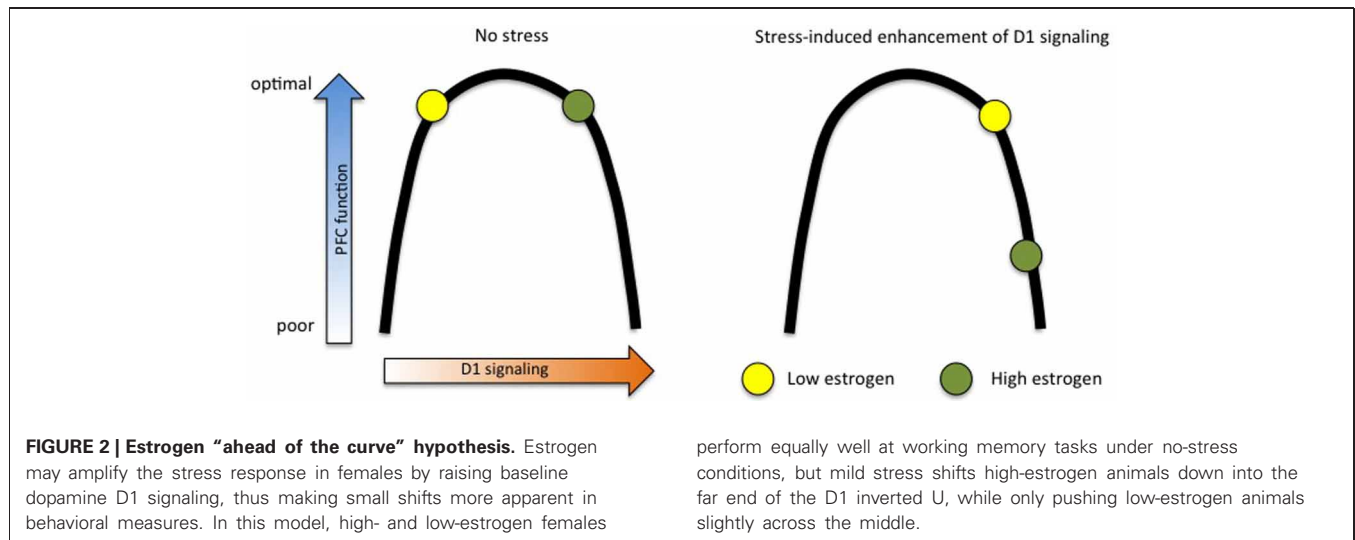 No stress
Stress-induced enhancement of D1 signaling
optimal
PFC function
poor
D1 signaling
Low estrogen
High estrogen
FIGURE 2 | Estrogen “ahead of the curve” hypothesis. Estrogen
may amplify the stress response in females by raising baseline
dopamine D1 signaling, thus making small shifts more apparent in
behavioral measures. In this model, high- and low-estrogen females
perform equally well at working memory tasks under no-stress
conditions, but mild stress shifts high-estrogen animals down into the
far end of the D1 inverted U, while only pushing low-estrogen animals
slightly across the middle.